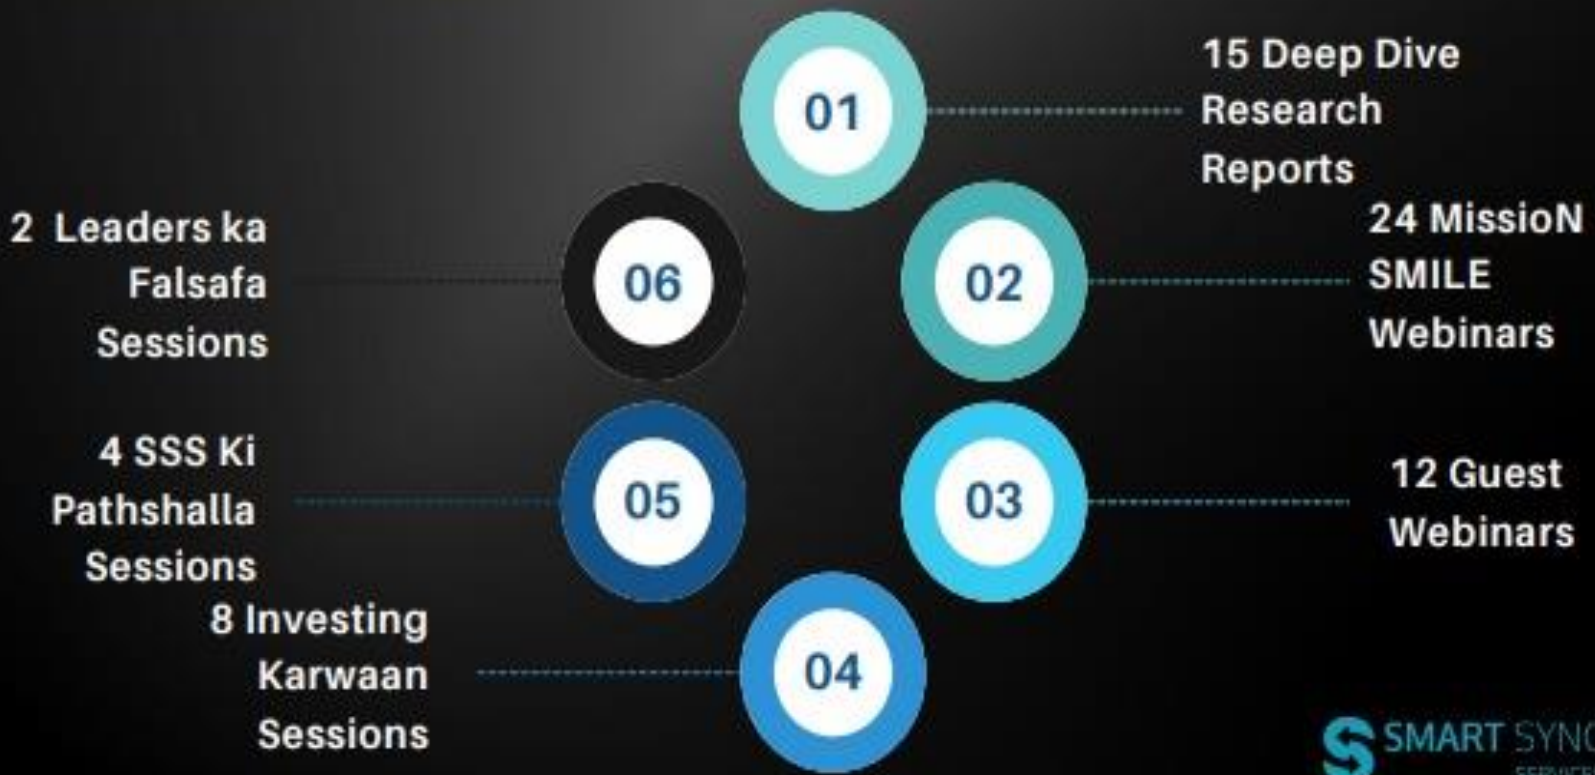 01
15 Deep Dive
Research
Reports
02
24 MissioN
SMILE
Webinars
03
12 Guest
Webinars
04
8 Investing
Karwaan
Sessions
05
4 SSS Ki
Pathshalla
Sessions
06
2 Leaders ka
Falsafa
Sessions
SMART SYNC